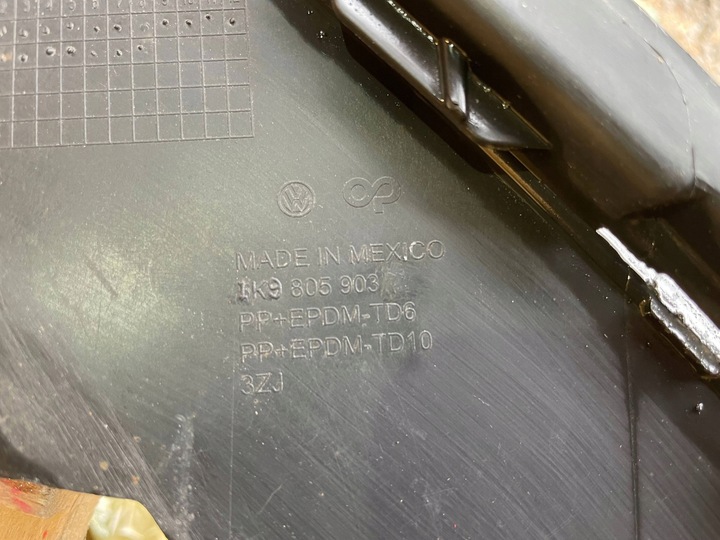 MADE IN MEXICO
1K9 805 903
PP+EPDM-TD6
PP+EPDM-TD10
3ZJ